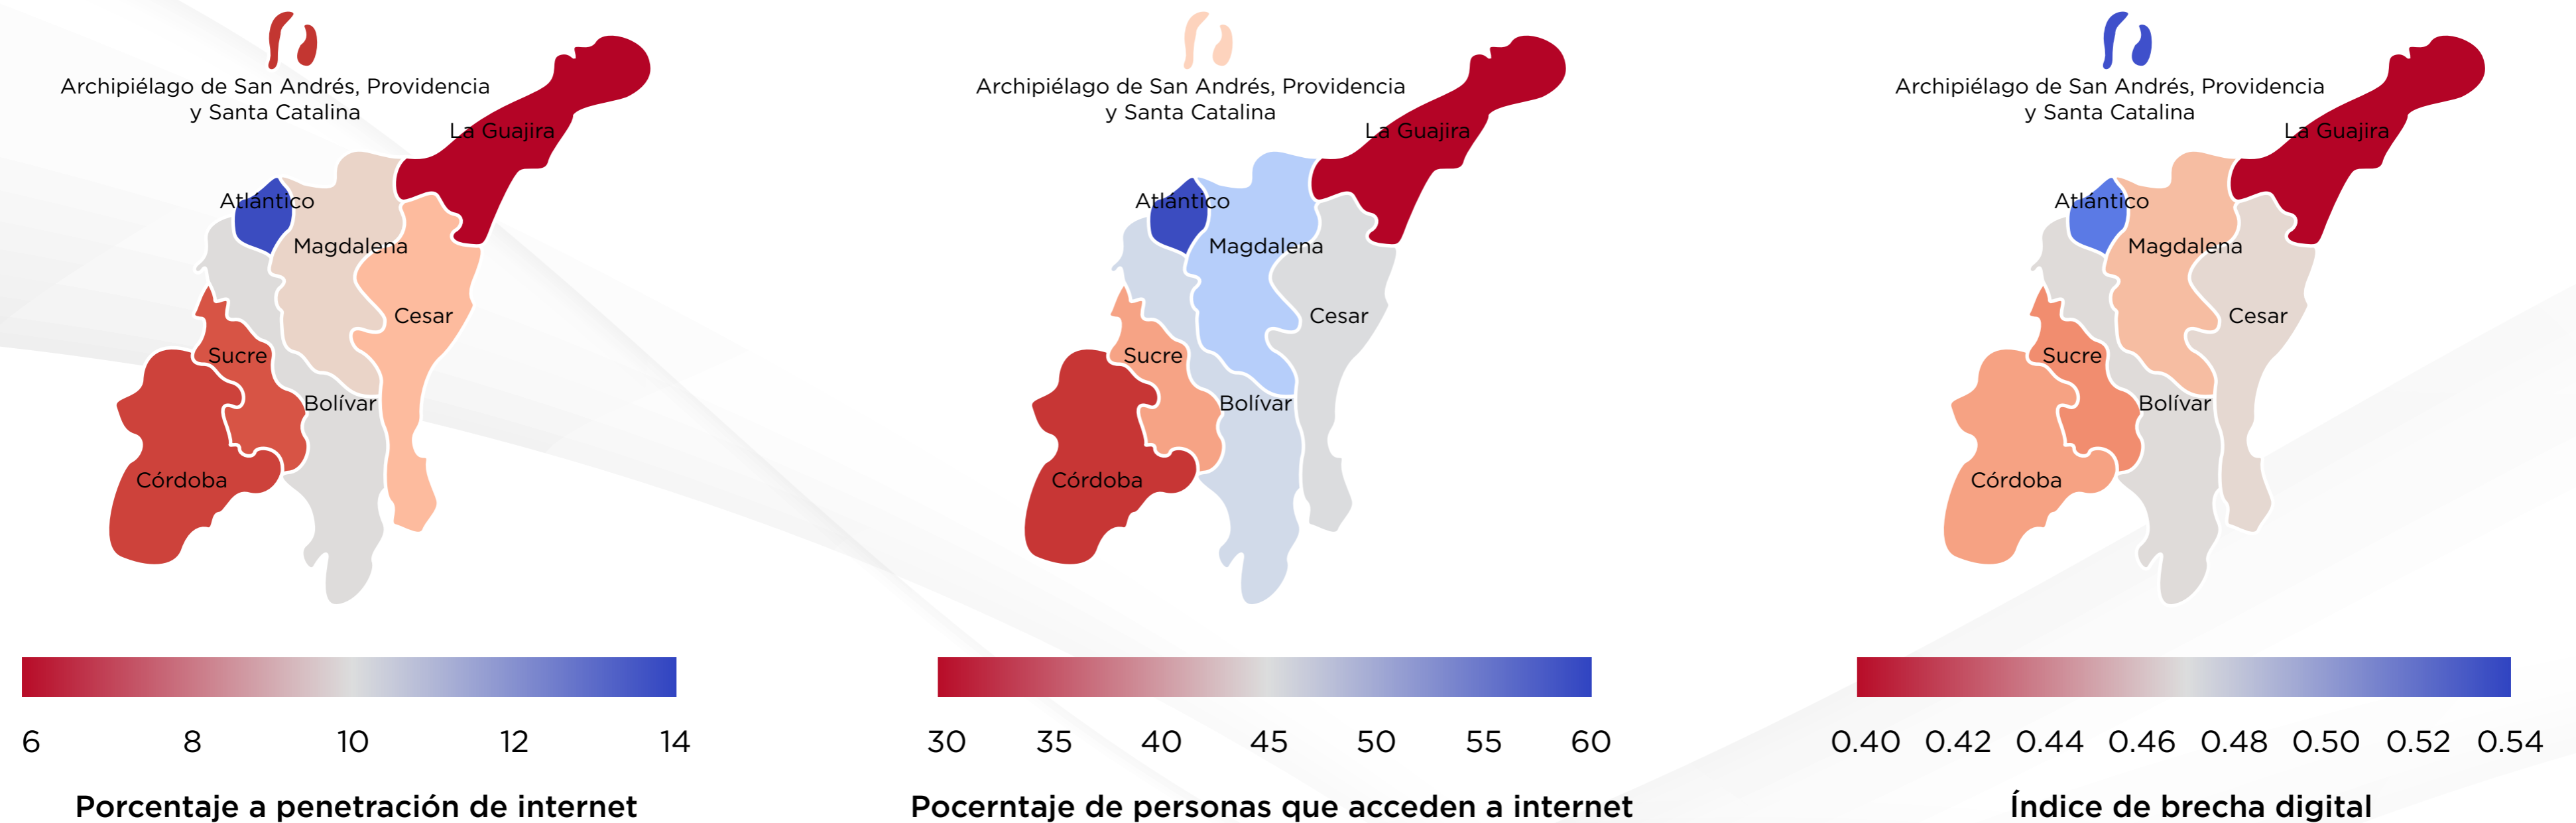 Archipiélago de San Andrés, Providencia
y Santa Catalina
La Guajira
Atlántico
Magdalena
Cesar
Sucre
Bolívar
Córdoba
6 8 10 12 14
Porcentaje a penetración de internet
Archipiélago de San Andrés, Providencia
y Santa Catalina
La Guajira
Atlántico
Magdalena
Cesar
Sucre
Bolívar
Córdoba
30 35 40 45 50 55 60
Pocerntaje de personas que acceden a internet
Archipiélago de San Andrés, Providencia
y Santa Catalina
La Guajira
Atlántico
Magdalena
Cesar
Sucre
Bolívar
Córdoba
0.40 0.42 0.44 0.46 0.48 0.50 0.52 0.54
Índice de brecha digital